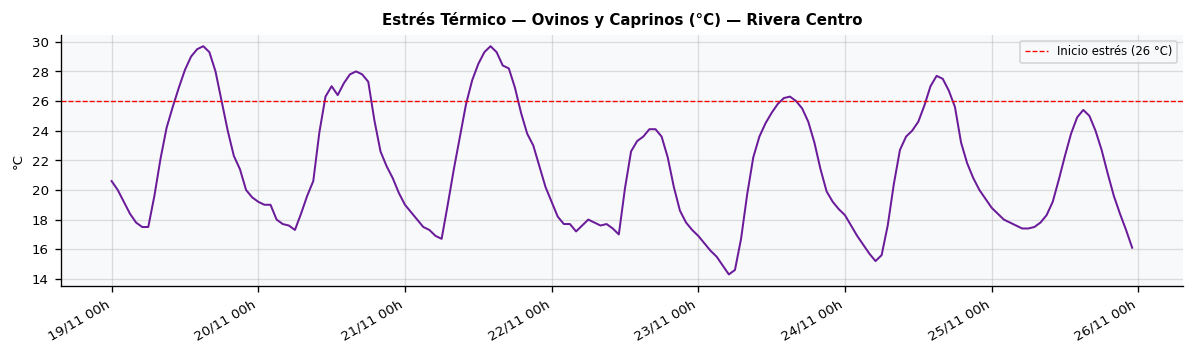 Estrés Térmico — Ovinos y Caprinos (°C) — Rivera Centro
Inicio estrés (26 °C)
°C
30
28
26
24
22
20
18
16
14
19/11 00h
20/11 00h
21/11 00h
22/11 00h
23/11 00h
24/11 00h
25/11 00h
26/11 00h